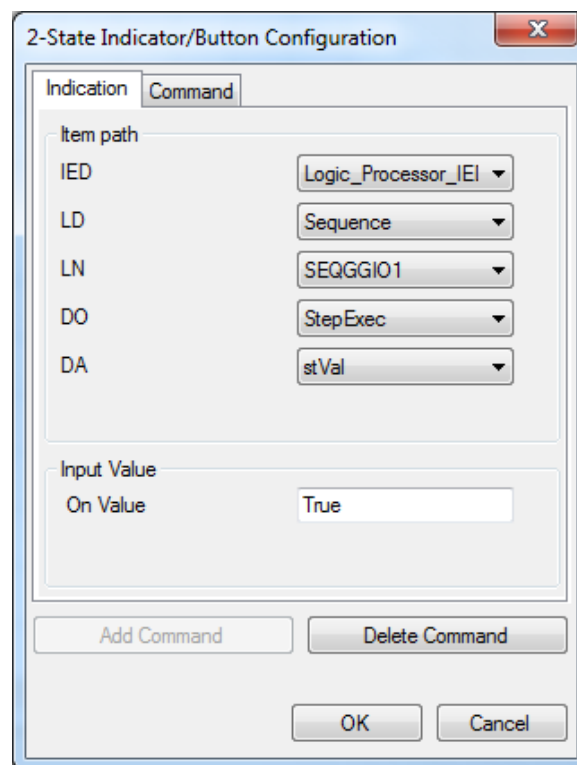 2-State Indicator/Button Configuration
Indication Command
Item path
IED Logic_Processor_IEI
LD Sequence
LN SEQGGIO1
DO StepExec
DA stVal
Input Value
On Value True
Add Command Delete Command
OK Cancel